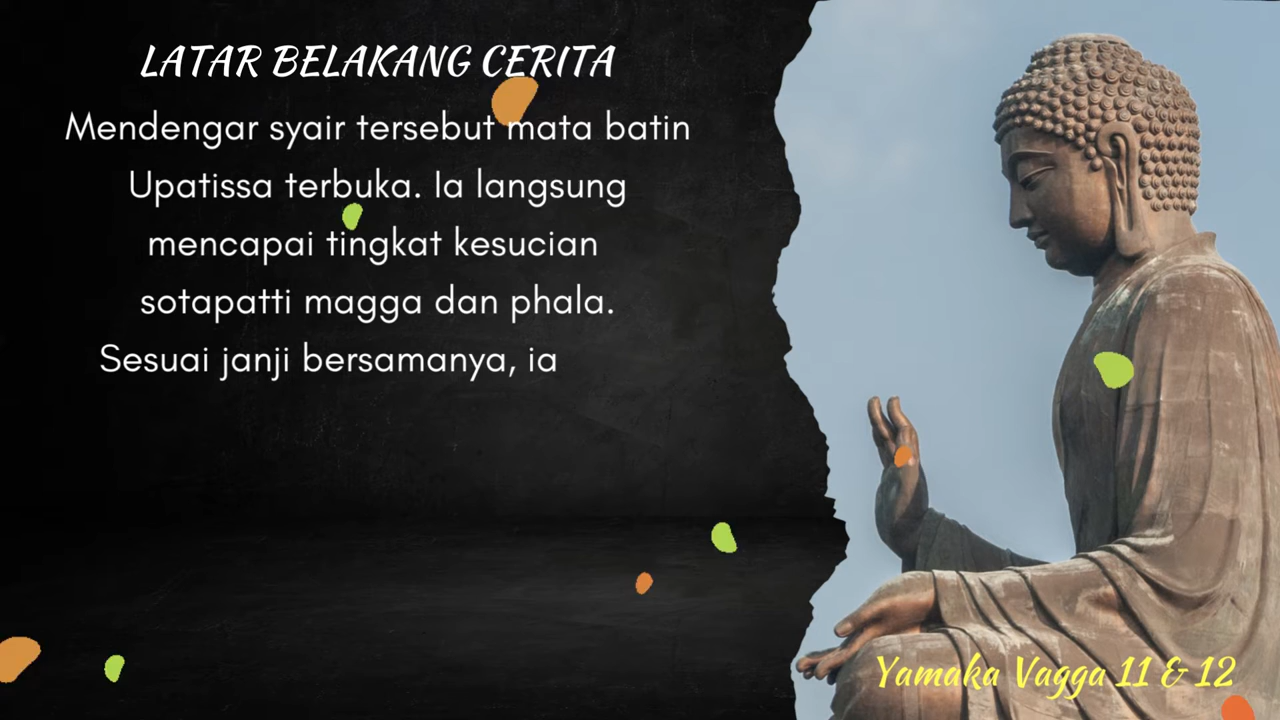 LATAR BELAKANG CERITA
Mendengar syair tersebut mata batin
Upatissa terbuka. Ia langsung
mencapai tingkat kesucian
sotapatti magga dan phala.
Sesuai janji bersamanya, ia
Yamaka Vagga 11 & 12